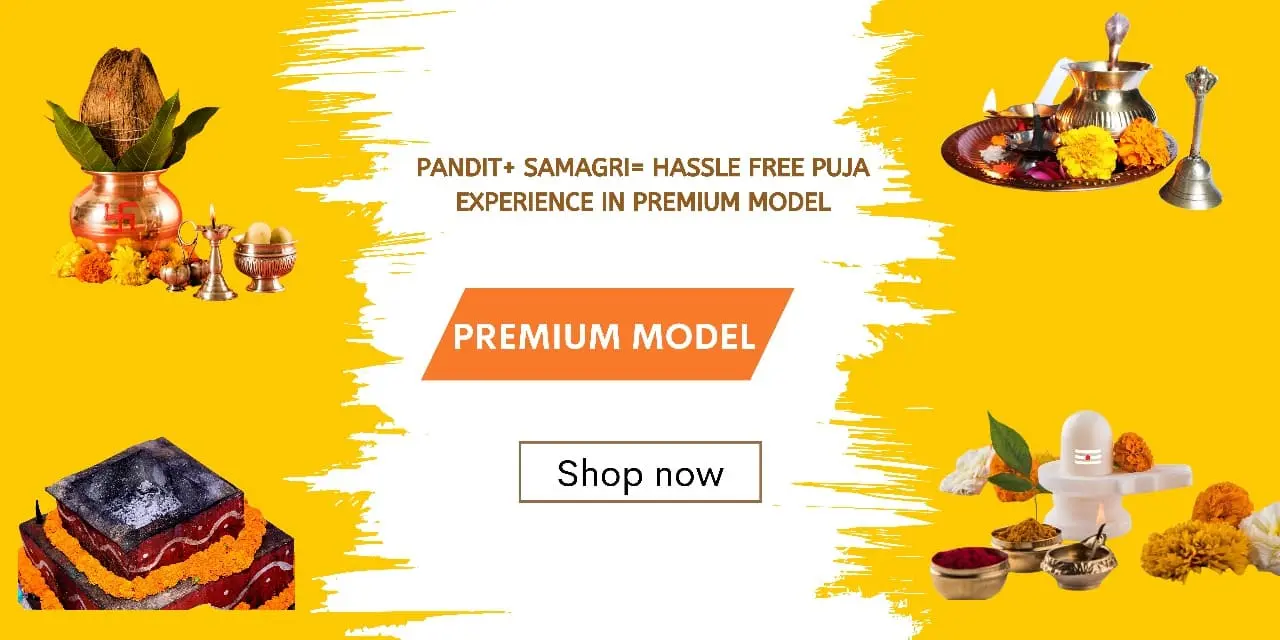 PANDIT+ SAMAGRI= HASSLE FREE PUJA
EXPERIENCE IN PREMIUM MODEL
PREMIUM MODEL
Shop now